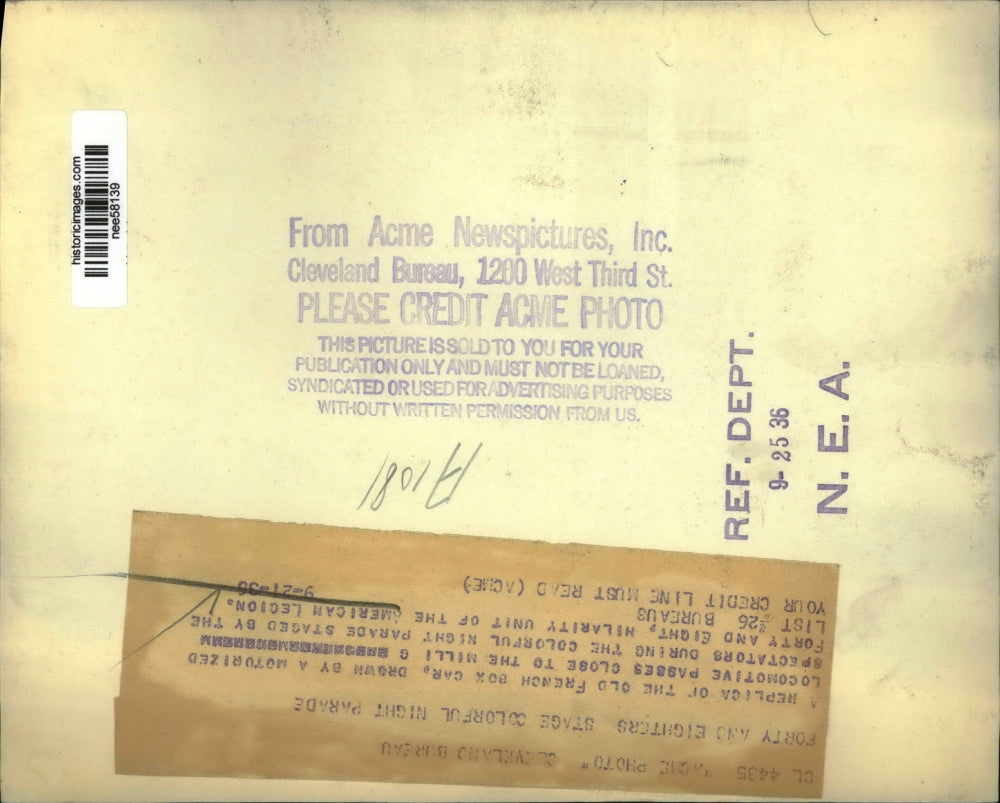 historicimages.com
nee58139
From Acme Newspictures, Inc.
Cleveland Bureau, 1200 West Third St.
PLEASE CREDIT ACME PHOTO
THIS PICTURE IS SOLD TO YOU FOR YOUR
PUBLICATION ONLY AND MUST NOT BE LOANED,
SYNDICATED OR USED FOR ADVERTISING PURPOSES
WITHOUT WRITTEN PERMISSION FROM US.
REF. DEPT.
9-25 36
N. E. A.
CL 4435 "ACME PHOTO" CLEVELAND BUREAU
FORTY AND EIGHTERS STAGE COLORFUL NIGHT PARADE
A REPLICA OF THE OLD FRENCH BOX CAR, DRAWN BY A MOTORIZED
LOCOMOTIVE PASSES CLOSE TO THE MILLI G
SPECTATORS DURING THE COLORFUL NIGHT PARADE STAGED BY THE
FORTY AND EIGHT, HILARITY UNIT OF THE AMERICAN LEGION.
LIST 26 BUREAUS 9-21-36
YOUR CREDIT LINE MUST READ (ACME)